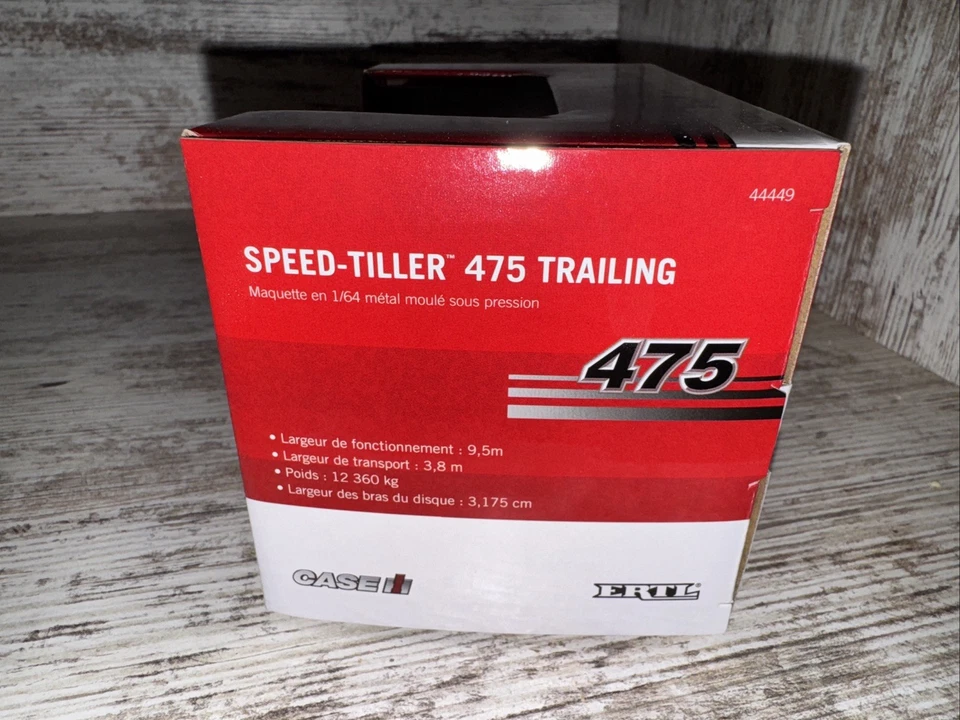 44449
SPEED-TILLER™ 475 TRAILING
Maquette en 1/64 métal moulé sous pression
475
• Largeur de fonctionnement : 9,5m
• Largeur de transport : 3,8 m
• Poids : 12 360 kg
• Largeur des bras du disque : 3,175 cm
CASE IH
ERTL®